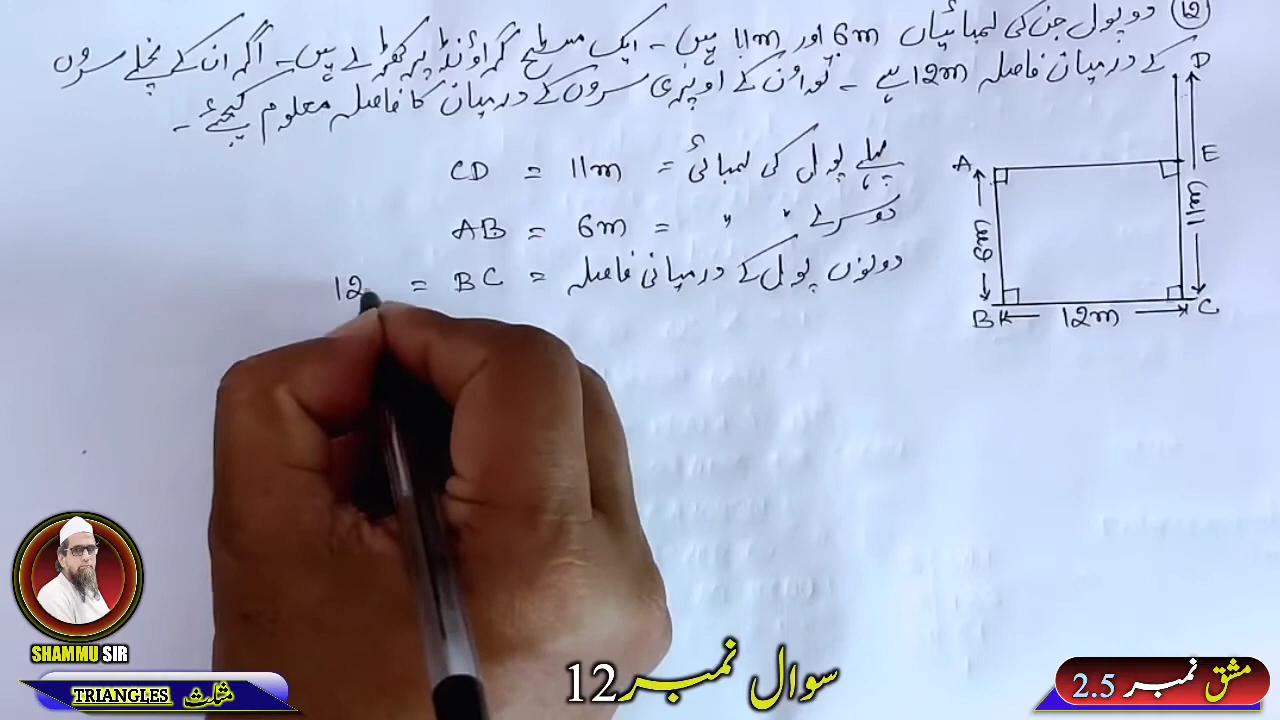 ⑫ دو پول جن کی لمبائیاں 6m اور 11m ہیں ۔ ایک مسطح گراؤنڈ پر کھڑے ہیں ۔ اگر ان کے نچلے سروں
کے درمیان فاصلہ 12m ہے ۔ تو اُن کے اوپری سروں کے درمیان کا فاصلہ معلوم کیجئے ۔
پہلے پول کی لمبائی = CD = 11m
دوسرے " " = AB = 6m
دونوں پول کے درمیانی فاصلہ = BC = 12
D
A
E
6m
11m
B
12m
C
SHAMMU SIR
TRIANGLES مثلث
سوال نمبر 12
مشق نمبر 2.5